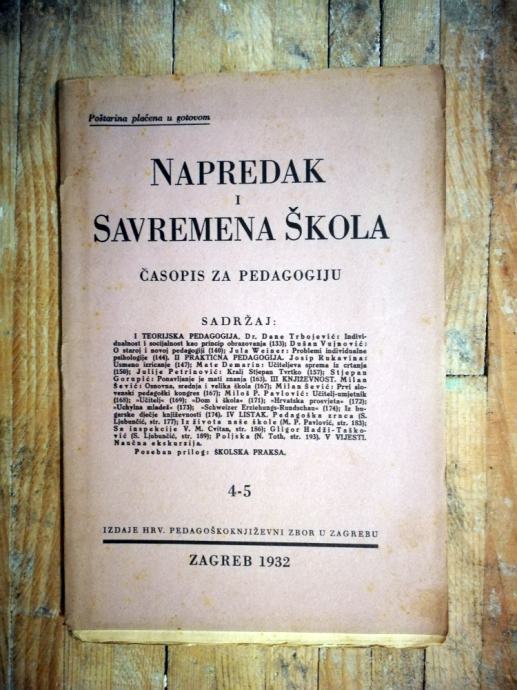 Poštarina plaćena u gotovom
NAPREDAK
I
SAVREMENA ŠKOLA
ČASOPIS ZA PEDAGOGIJU
SADRŽAJ:
I TEORIJSKA PEDAGOGIJA. Dr. Dane Trbojević: Indivi-
dualnost i socijalnost kao princip obrazovanja (133); Dušan Vujnović:
O staroj i novoj pedagogiji (140); Jula Weiner: Problemi individualne
psihologije (144). II PRAKTIČNA PEDAGOGIJA. Josip Rukavina:
Usmeno izricanje (147); Mate Demarin: Učiteljeva sprema iz crtanja
(150); Julije Petrinović: Kralj Stjepan Tvrtko (157); Stjepan
Gorupić: Ponavljanje je mati znanja (163). III KNJIŽEVNOST. Milan
Šević: Osnovna, srednja i velika škola (167); Milan Šević: Prvi slo-
venski pedagoški kongres (167); Miloš P. Pavlović: Učitelj-umjetnik
(168); »Učitelj« (169); »Dom i škola« (171); »Hrvatska prosvjeta« (172);
»Uchylna mladež« (173); »Schweizer Erziehungs-Rundschau« (174); Iz bu-
garske dječje književnosti (174). IV LISTAK. Pedagoška zrnca (S.
Ljubunčić, str. 177); Iz života naše škole (M. P. Pavlović, str. 183);
Sa inspekcije V. M. Cvitan, str. 186); Gligor Hadži-Taško-
vić (S. Ljubunčić, str. 189); Poljska (N. Toth, str. 193). V VIJESTI.
Naučna ekskurzija.
Poseban prilog: ŠKOLSKA PRAKSA.
4-5
IZDAJE HRV. PEDAGOŠKOKNJIŽEVNI ZBOR U ZAGREBU
ZAGREB 1932